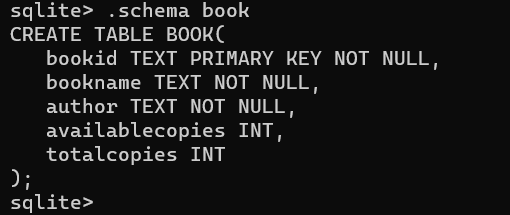 sqlite> .schema book
CREATE TABLE BOOK(
   bookid TEXT PRIMARY KEY NOT NULL,
   bookname TEXT NOT NULL,
   author TEXT NOT NULL,
   availablecopies INT,
   totalcopies INT
);
sqlite>